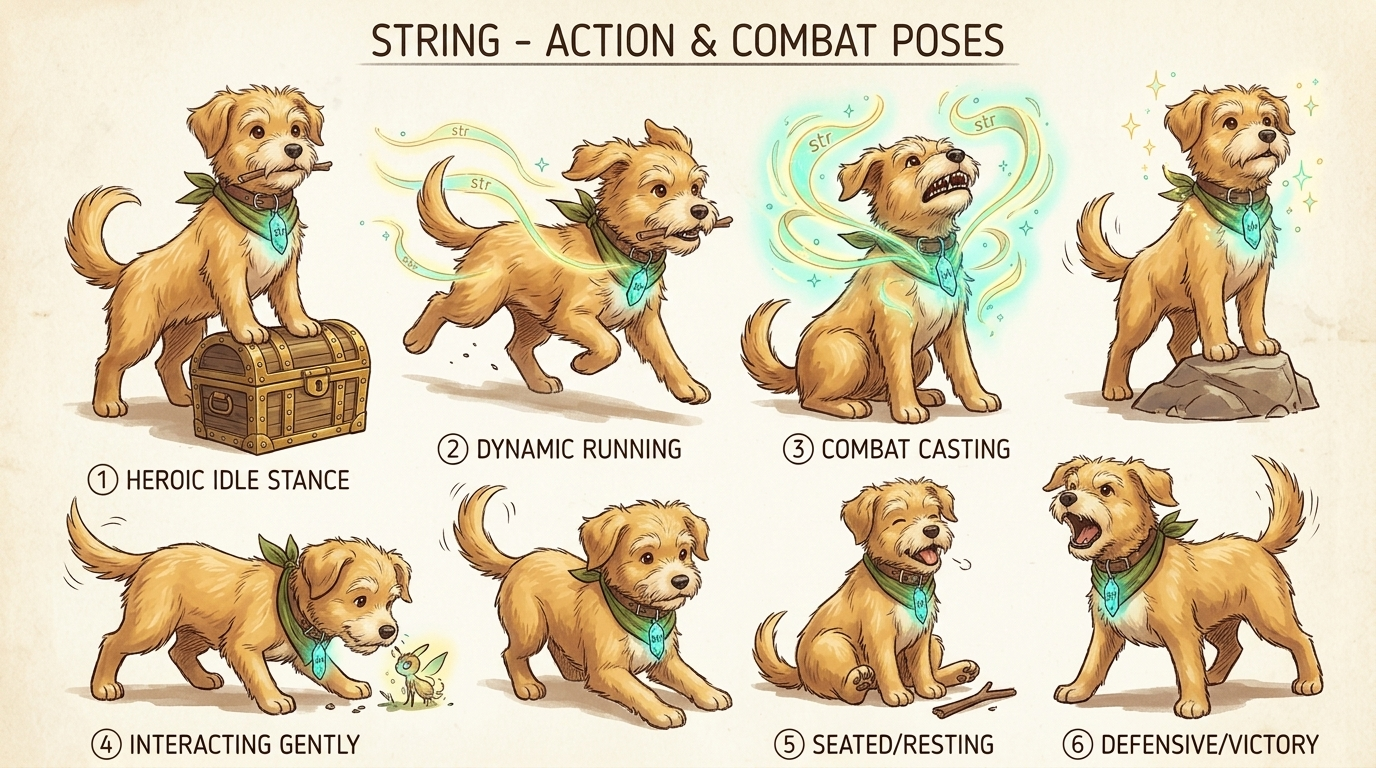 STRING - ACTION & COMBAT POSES
str
str
str
str
str
① HEROIC IDLE STANCE
② DYNAMIC RUNNING
③ COMBAT CASTING
④ INTERACTING GENTLY
⑤ SEATED/RESTING
⑥ DEFENSIVE/VICTORY